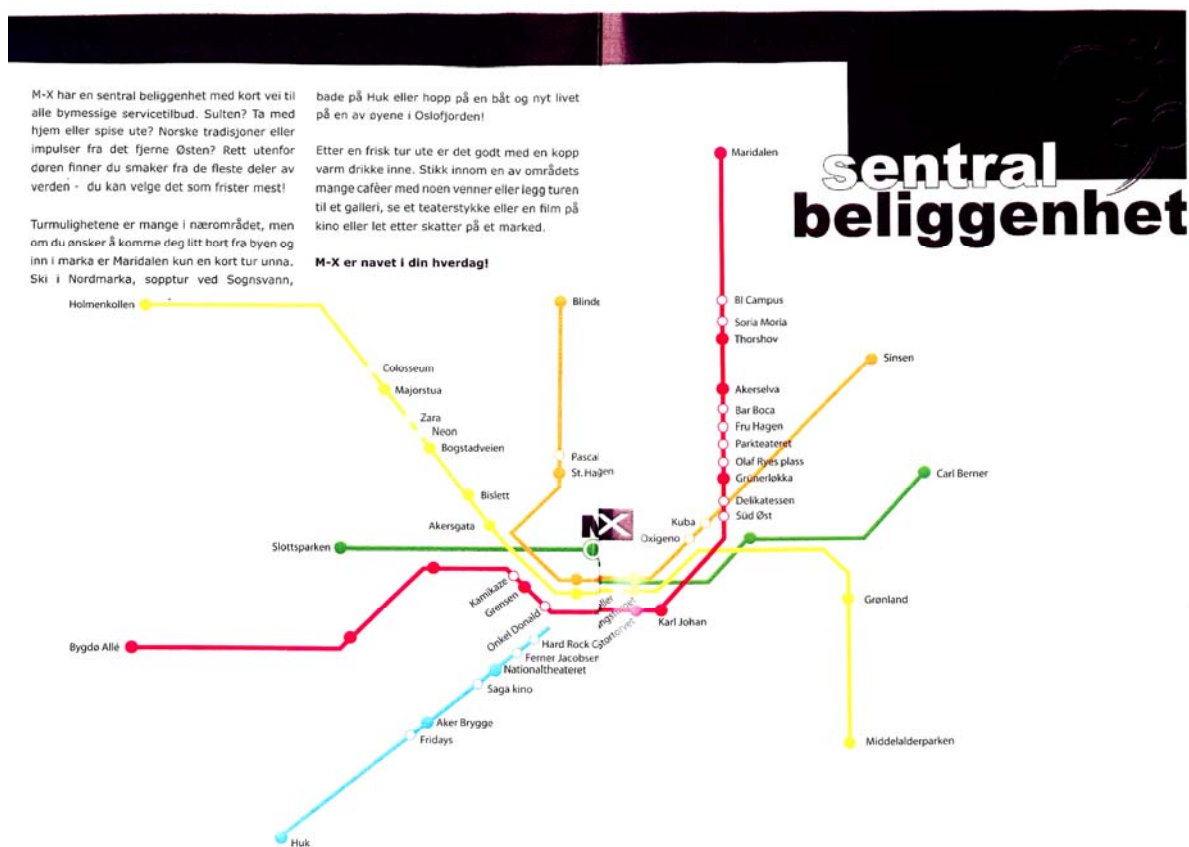 M-X har en sentral beliggenhet med kort vei til
alle bymessige servicetilbud. Sulten? Ta med
hjem eller spise ute? Norske tradisjoner eller
impulser fra det fjerne Østen? Rett utenfor
døren finner du smaker fra de fleste deler av
verden - du kan velge det som frister mest!
Turmulighetene er mange i nærområdet, men
om du ønsker å komme deg litt bort fra byen og
inn i marka er Maridalen kun en kort tur unna.
Ski i Nordmarka, sopptur ved Sognsvann,
bade på Huk eller hopp på en båt og nyt livet
på en av øyene i Oslofjorden!
Etter en frisk tur ute er det godt med en kopp
varm drikke inne. Stikk innom en av områdets
mange cafèer med noen venner eller legg turen
til et galleri, se et teaterstykke eller en film på
kino eller let etter skatter på et marked.
M-X er navet i din hverdag!
sentral
beliggenhet
Maridalen
BI Campus
Soria Moria
Thorshov
Akerselva
Bar Boca
Fru Hagen
Parkteateret
Olaf Ryes plass
Grünerløkka
Delikatessen
Süd Øst
Holmenkollen
Colosseum
Majorstua
Zara
Neon
Bogstadveien
Bislett
Akersgata
Blinde
Pascal
St. Hagen
Sinsen
Carl Berner
Kuba
Oxigeno
MX
Slottsparken
Kamikaze
Grensen
Onkel Donald
Karl Johan
Bygdø Allé
Hard Rock
Ferner Jacobsen
Nationaltheateret
Saga kino
Aker Brygge
Fridays
Huk
Grønland
Middelalderparken